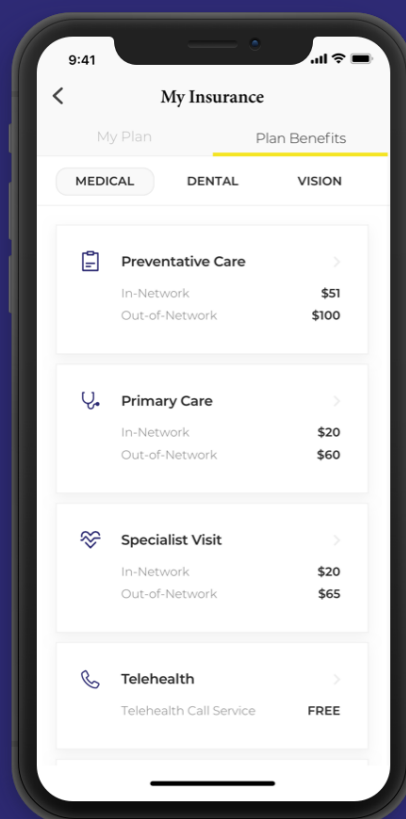 9:41
My Insurance
My Plan Plan Benefits
MEDICAL DENTAL VISION
Preventative Care
In-Network $51
Out-of-Network $100
Primary Care
In-Network $20
Out-of-Network $60
Specialist Visit
In-Network $20
Out-of-Network $65
Telehealth
Telehealth Call Service FREE